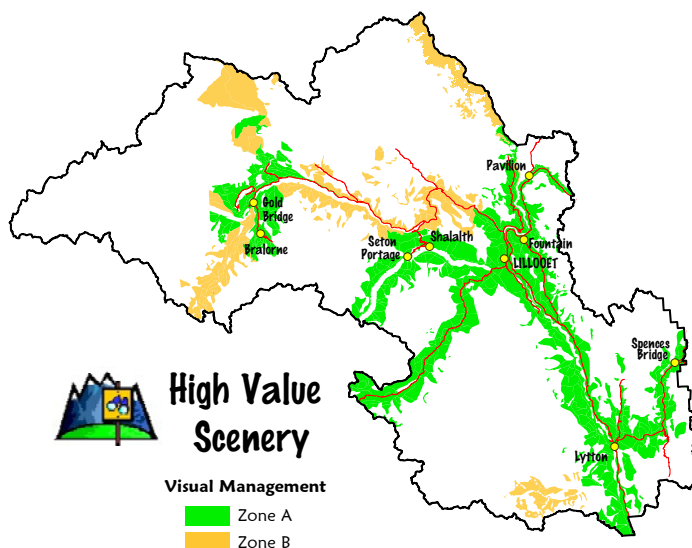 Pavilion
Gold
Bridge
Bralorne
Seton
Portage
Shalalth
Fountain
LILLOOET
Spences
Bridge
Lytton
High Value
Scenery
Visual Management
Zone A
Zone B